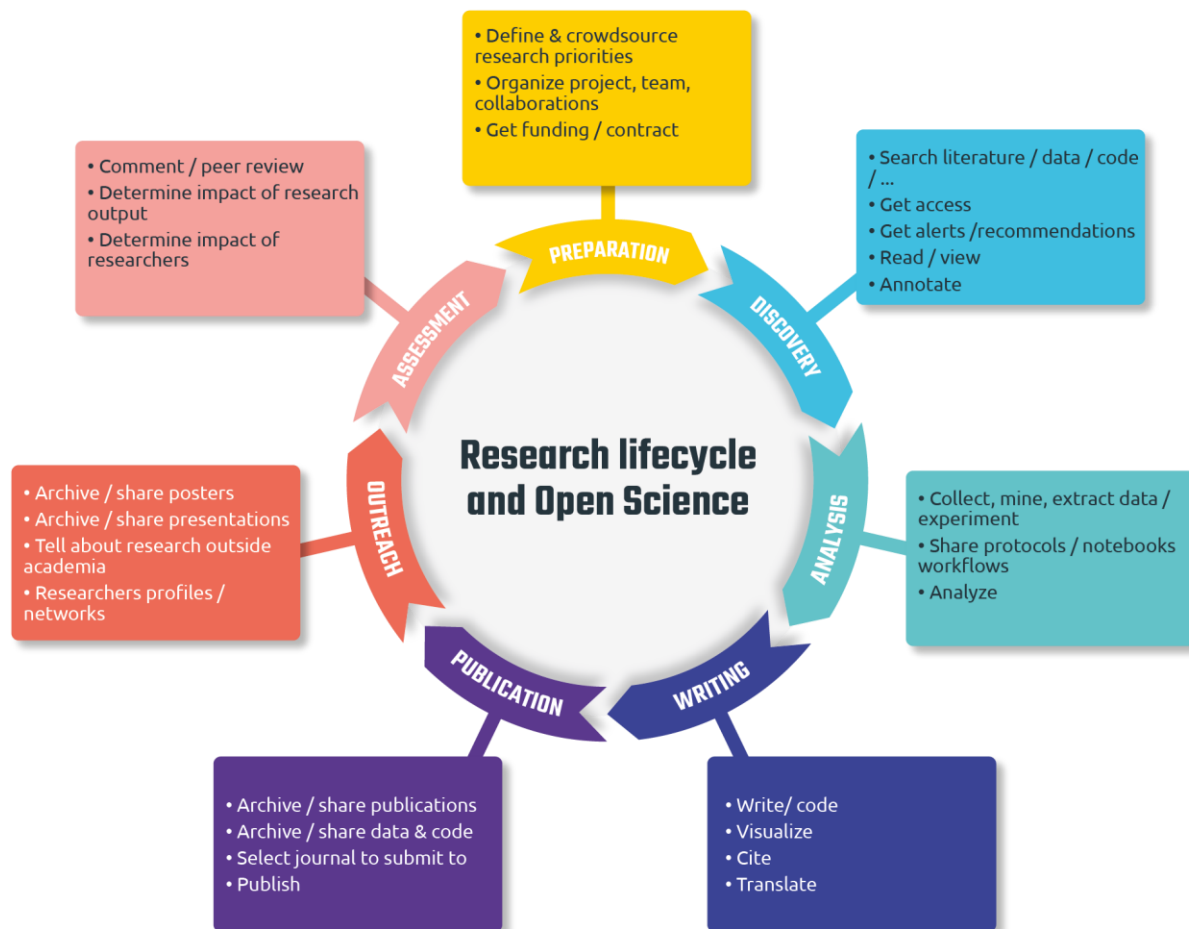 • Define & crowdsource
research priorities
• Organize project, team,
collaborations
• Get funding / contract
• Comment / peer review
• Determine impact of research
output
• Determine impact of
researchers
• Search literature / data / code
/ ...
• Get access
• Get alerts /recommendations
• Read / view
• Annotate
PREPARATION
DISCOVERY
ASSESSMENT
Research lifecycle
and Open Science
• Archive / share posters
• Archive / share presentations
• Tell about research outside
academia
• Researchers profiles /
networks
OUTREACH
ANALYSIS
• Collect, mine, extract data /
experiment
• Share protocols / notebooks
workflows
• Analyze
PUBLICATION
WRITING
• Archive / share publications
• Archive / share data & code
• Select journal to submit to
• Publish
• Write/ code
• Visualize
• Cite
• Translate